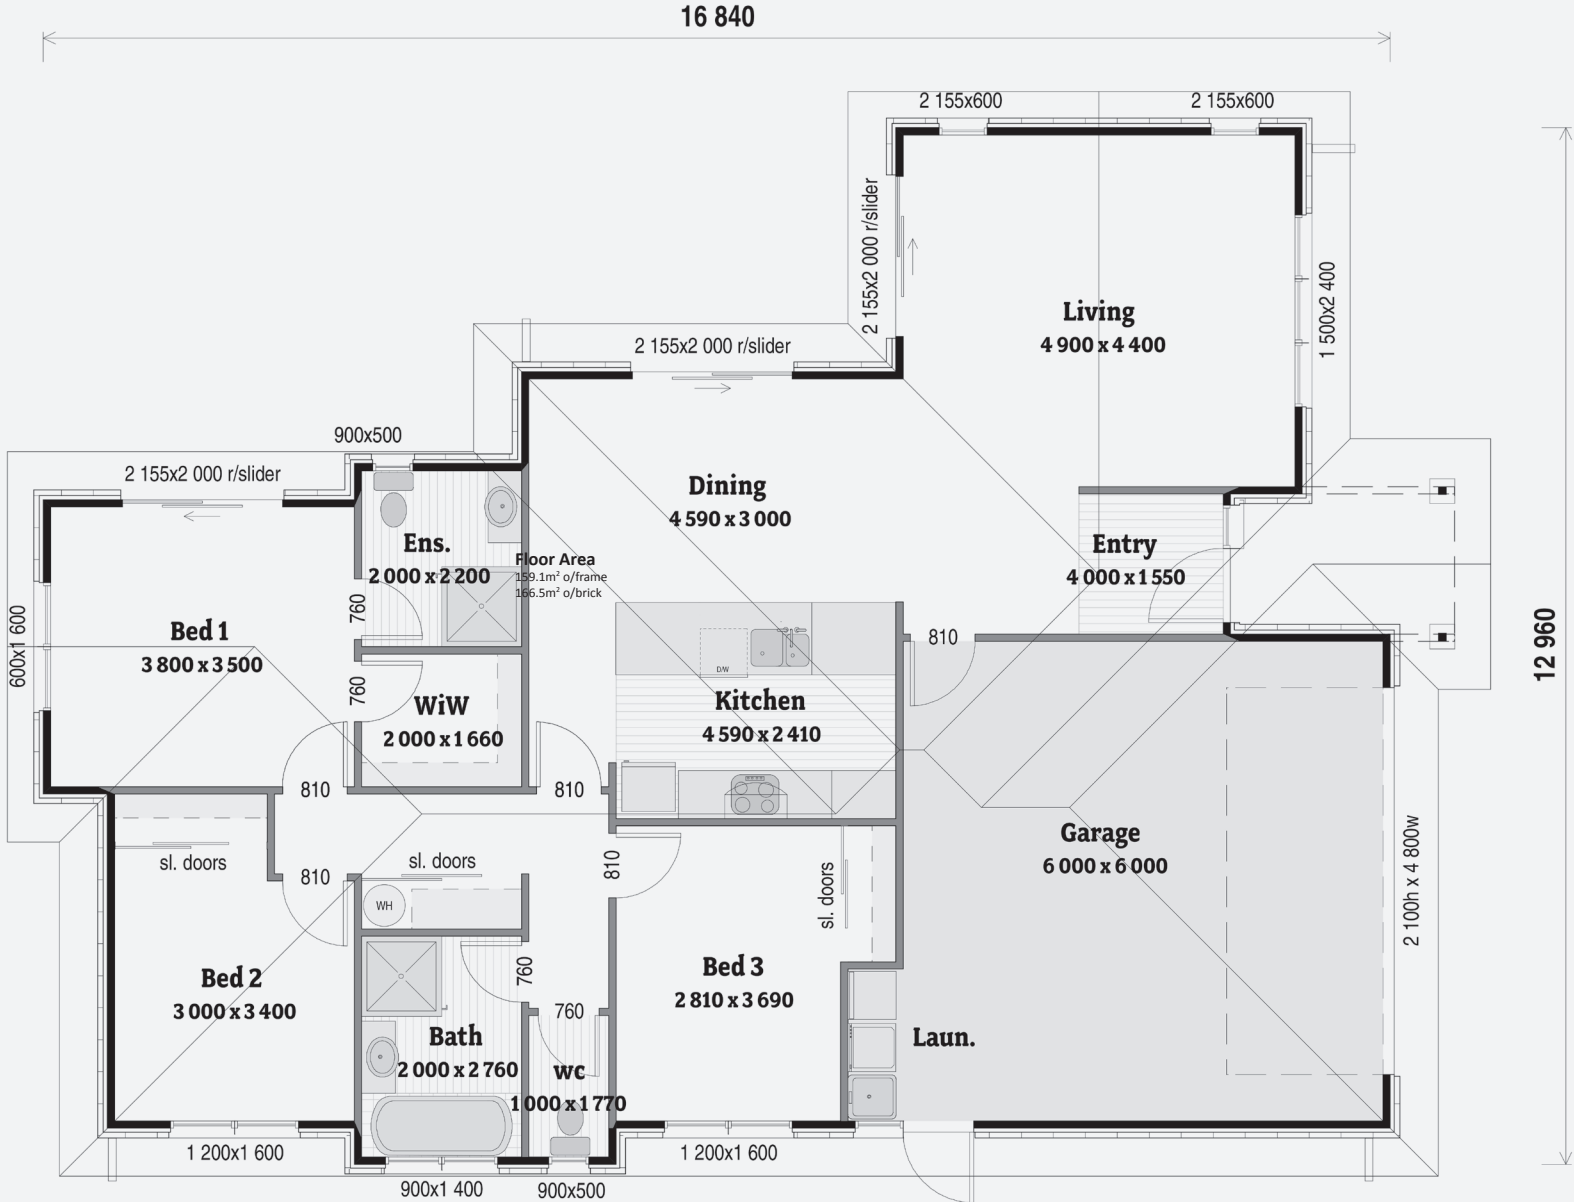 16 840
2 155x600
2 155x600
2 155x2 000 r/slider
Living
4 900 x 4 400
1 500x2 400
2 155x2 000 r/slider
900x500
2 155x2 000 r/slider
Dining
4 590 x 3 000
Ens.
2 000 x 2 200
Floor Area
159.1m² o/frame
166.5m² o/brick
Entry
4 000 x 1 550
760
600x1 600
Bed 1
3 800 x 3 500
810
12 960
D/W
760
WiW
2 000 x 1 660
Kitchen
4 590 x 2 410
810
810
Garage
6 000 x 6 000
2 100h x 4 800w
sl. doors
810
sl. doors
810
sl. doors
WH
Bed 2
3 000 x 3 400
760
Bed 3
2 810 x 3 690
760
Bath
2 000 x 2 760
Laun.
wc
1 000 x 1 770
1 200x1 600
1 200x1 600
900x1 400
900x500